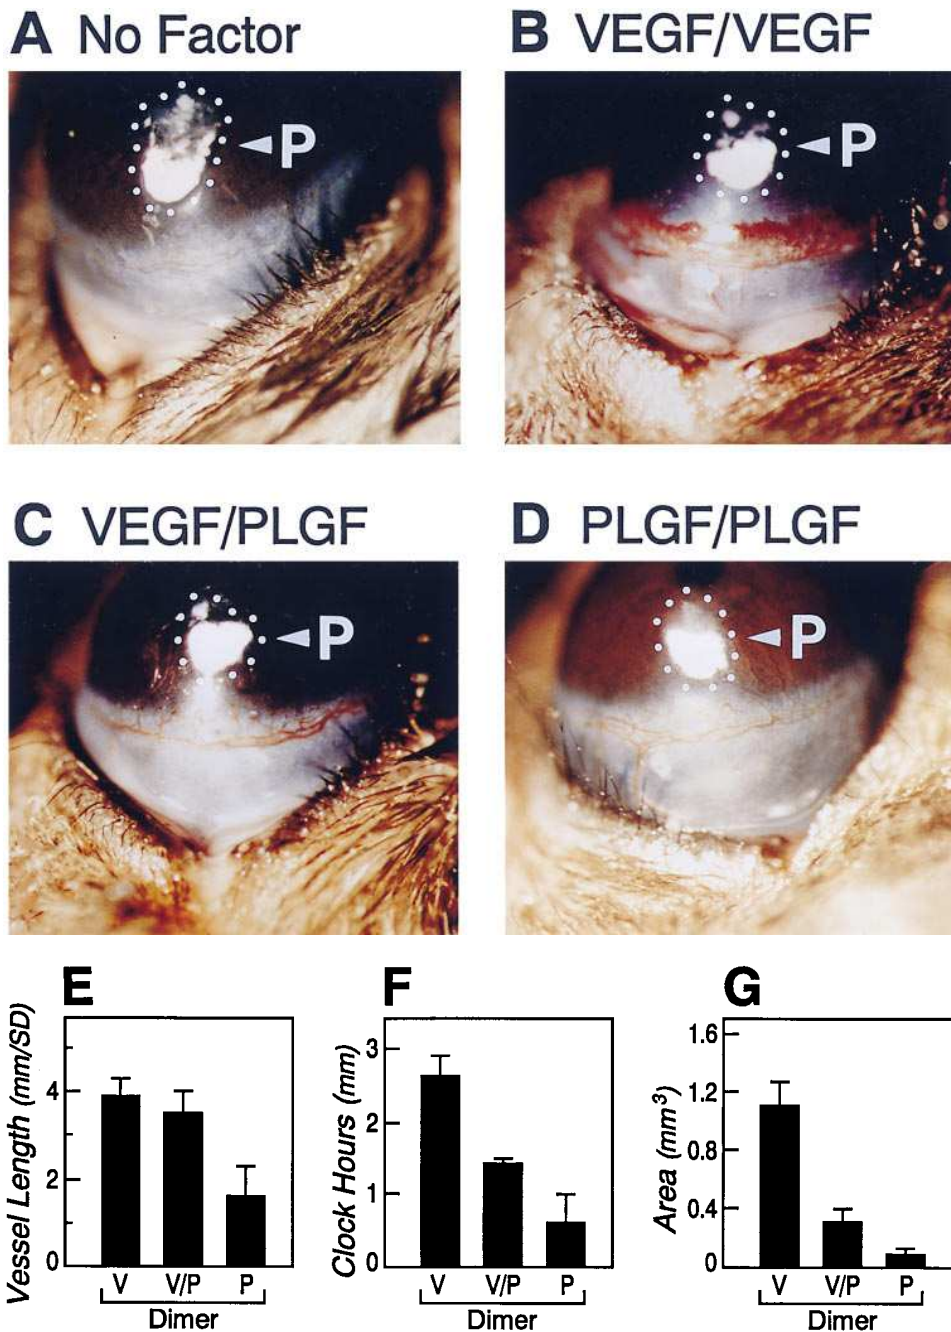 A No Factor
B VEGF/VEGF
P
P
C VEGF/PLGF
D PLGF/PLGF
P
P
E
Vessel Length (mm/SD)
4
2
0
V V/P P
Dimer
F
Clock Hours (mm)
3
2
1
0
V V/P P
Dimer
G
Area (mm³)
1.6
1.2
0.8
0.4
0
V V/P P
Dimer